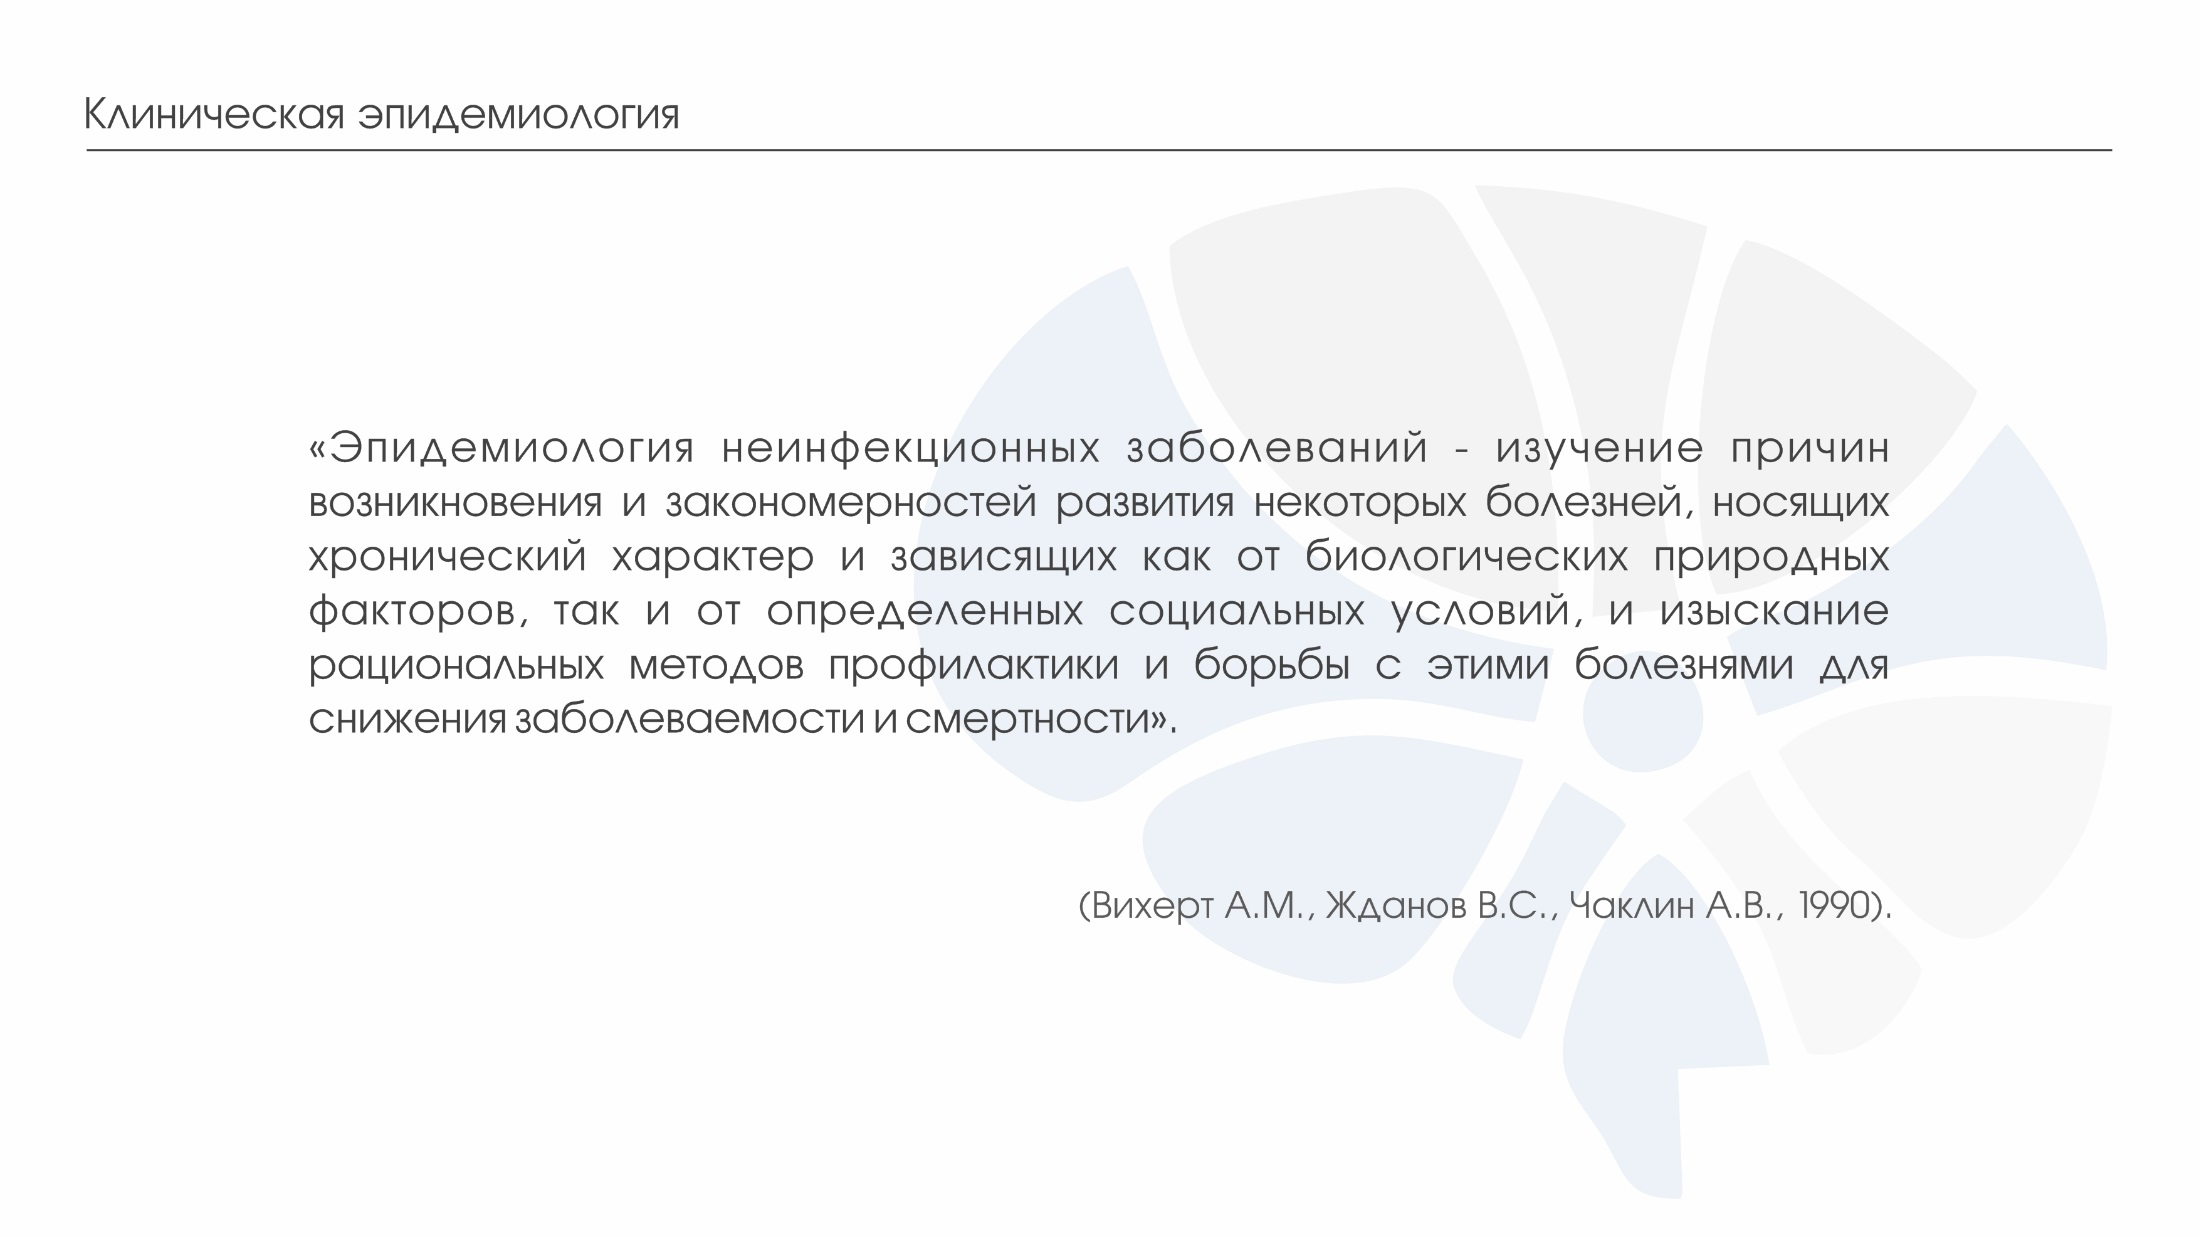 Клиническая эпидемиология
«Эпидемиология неинфекционных заболеваний - изучение причин
возникновения и закономерностей развития некоторых болезней, носящих
хронический характер и зависящих как от биологических природных
факторов, так и от определенных социальных условий, и изыскание
рациональных методов профилактики и борьбы с этими болезнями для
снижения заболеваемости и смертности».
(Вихерт А.М., Жданов В.С., Чаклин А.В., 1990).